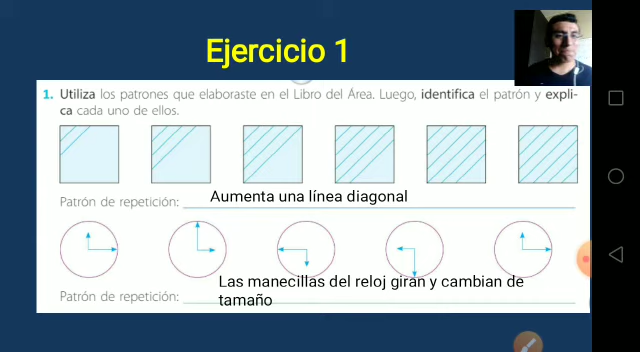 Ejercicio 1
1. Utiliza los patrones que elaboraste en el Libro del Área. Luego, identifica el patrón y expli-
ca cada uno de ellos.
Patrón de repetición: Aumenta una línea diagonal
Patrón de repetición: Las manecillas del reloj giran y cambian de
tamaño